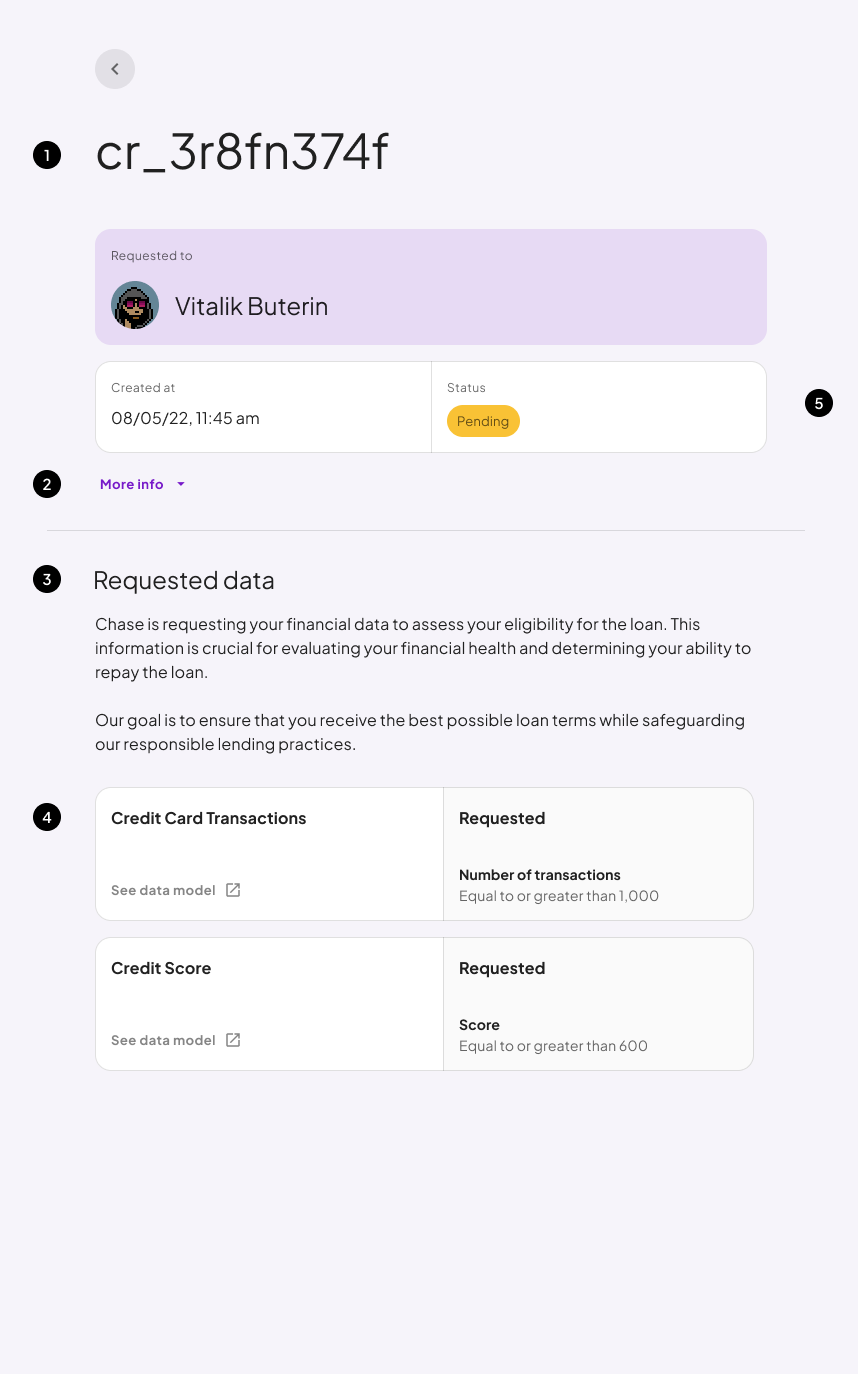 1
cr_3r8fn374f
Requested to
Vitalik Buterin
Created at
08/05/22, 11:45 am
Status
Pending
5
2
More info
3
Requested data
Chase is requesting your financial data to assess your eligibility for the loan. This
information is crucial for evaluating your financial health and determining your ability to
repay the loan.
Our goal is to ensure that you receive the best possible loan terms while safeguarding
our responsible lending practices.
4
Credit Card Transactions
See data model
Requested
Number of transactions
Equal to or greater than 1,000
Credit Score
See data model
Requested
Score
Equal to or greater than 600